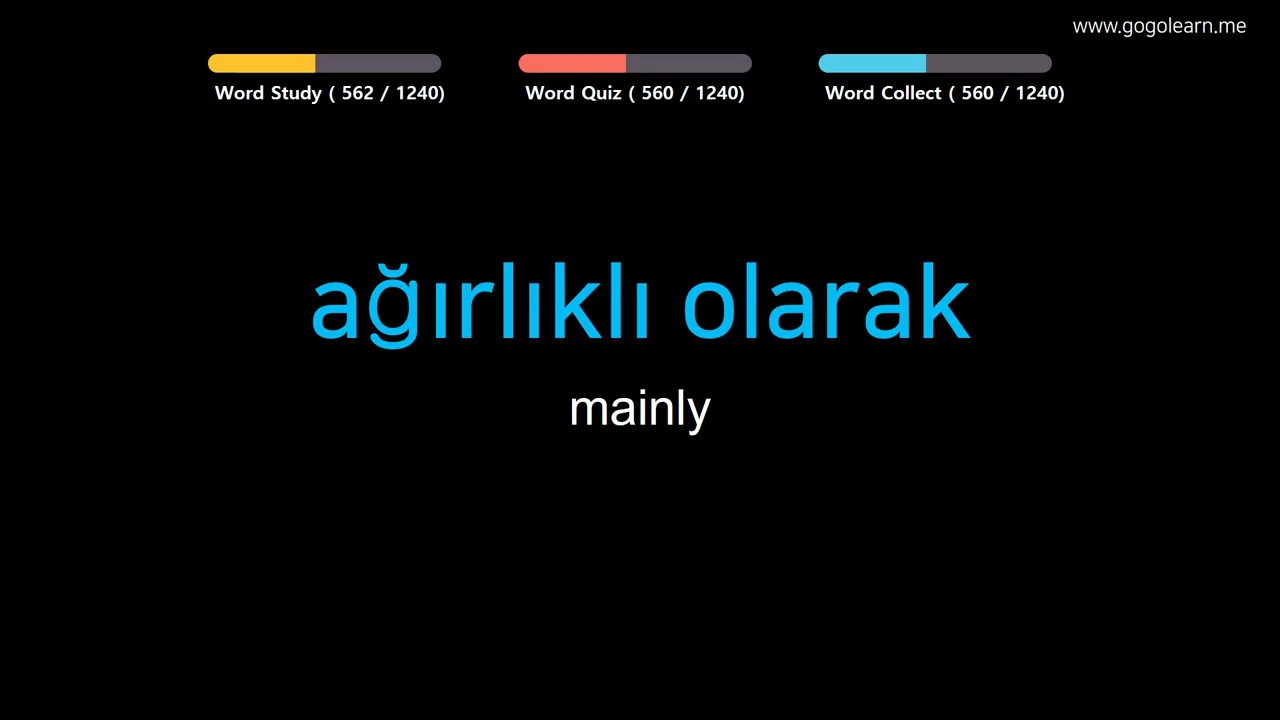 www.gogolearn.me
Word Study ( 562 / 1240)
Word Quiz ( 560 / 1240)
Word Collect ( 560 / 1240)
ağırlıklı olarak
mainly